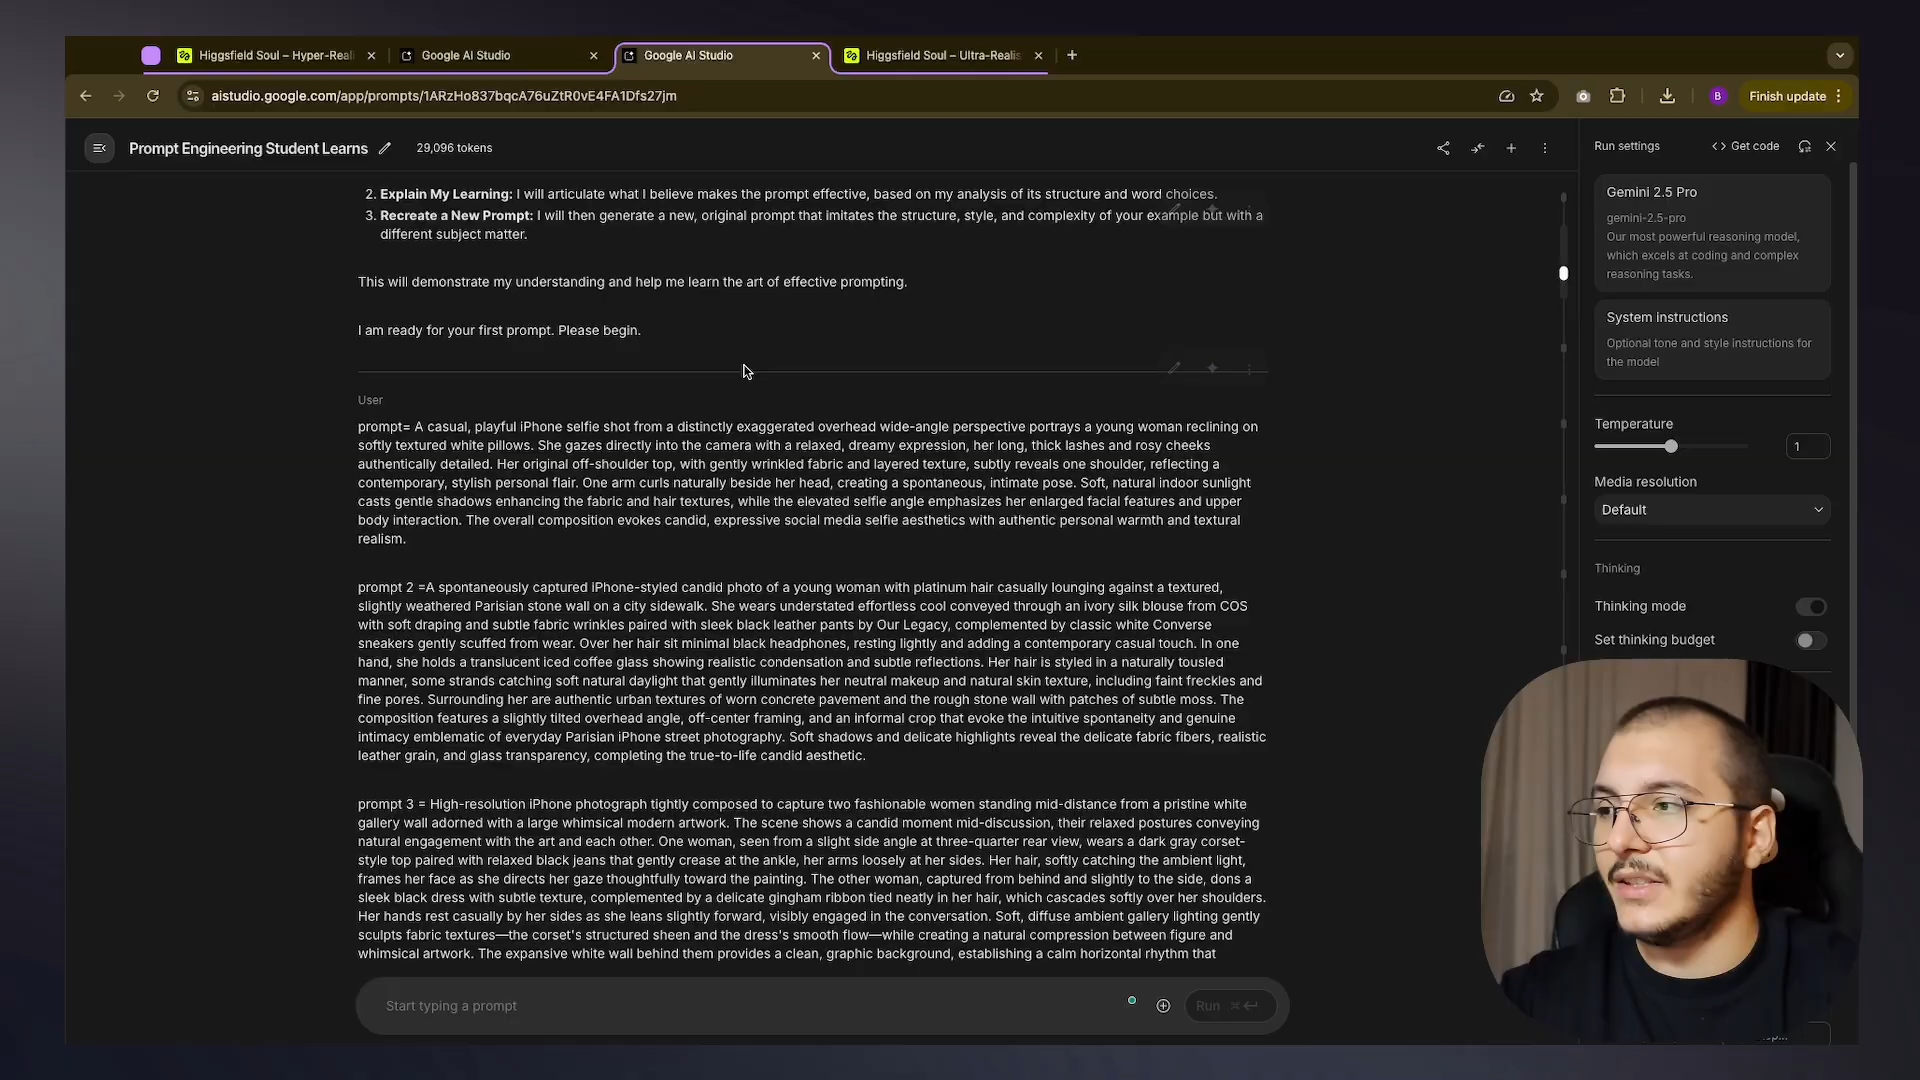 Higgsfield Soul – Hyper-Reali
Google AI Studio
Google AI Studio
Higgsfield Soul – Ultra-Realis
aistudio.google.com/app/prompts/1ARzHo837bqcA76uZtR0vE4FA1Dfs27jm
B
Finish update
Prompt Engineering Student Learns
29,096 tokens
2. Explain My Learning: I will articulate what I believe makes the prompt effective, based on my analysis of its structure and word choices.
3. Recreate a New Prompt: I will then generate a new, original prompt that imitates the structure, style, and complexity of your example but with a
different subject matter.
This will demonstrate my understanding and help me learn the art of effective prompting.
I am ready for your first prompt. Please begin.
User
prompt= A casual, playful iPhone selfie shot from a distinctly exaggerated overhead wide-angle perspective portrays a young woman reclining on
softly textured white pillows. She gazes directly into the camera with a relaxed, dreamy expression, her long, thick lashes and rosy cheeks
authentically detailed. Her original off-shoulder top, with gently wrinkled fabric and layered texture, subtly reveals one shoulder, reflecting a
contemporary, stylish personal flair. One arm curls naturally beside her head, creating a spontaneous, intimate pose. Soft, natural indoor sunlight
casts gentle shadows enhancing the fabric and hair textures, while the elevated selfie angle emphasizes her enlarged facial features and upper
body interaction. The overall composition evokes candid, expressive social media selfie aesthetics with authentic personal warmth and textural
realism.
prompt 2 =A spontaneously captured iPhone-styled candid photo of a young woman with platinum hair casually lounging against a textured,
slightly weathered Parisian stone wall on a city sidewalk. She wears understated effortless cool conveyed through an ivory silk blouse from COS
with soft draping and subtle fabric wrinkles paired with sleek black leather pants by Our Legacy, complemented by classic white Converse
sneakers gently scuffed from wear. Over her hair sit minimal black headphones, resting lightly and adding a contemporary casual touch. In one
hand, she holds a translucent iced coffee glass showing realistic condensation and subtle reflections. Her hair is styled in a naturally tousled
manner, some strands catching soft natural daylight that gently illuminates her neutral makeup and natural skin texture, including faint freckles and
fine pores. Surrounding her are authentic urban textures of worn concrete pavement and the rough stone wall with patches of subtle moss. The
composition features a slightly tilted overhead angle, off-center framing, and an informal crop that evoke the intuitive spontaneity and genuine
intimacy emblematic of everyday Parisian iPhone street photography. Soft shadows and delicate highlights reveal the delicate fabric fibers, realistic
leather grain, and glass transparency, completing the true-to-life candid aesthetic.
prompt 3 = High-resolution iPhone photograph tightly composed to capture two fashionable women standing mid-distance from a pristine white
gallery wall adorned with a large whimsical modern artwork. The scene shows a candid moment mid-discussion, their relaxed postures conveying
natural engagement with the art and each other. One woman, seen from a slight side angle at three-quarter rear view, wears a dark gray corset-
style top paired with relaxed black jeans that gently crease at the ankle, her arms loosely at her sides. Her hair, softly catching the ambient light,
frames her face as she directs her gaze thoughtfully toward the painting. The other woman, captured from behind and slightly to the side, dons a
sleek black dress with subtle texture, complemented by a delicate gingham ribbon tied neatly in her hair, which cascades softly over her shoulders.
Her hands rest casually by her sides as she leans slightly forward, visibly engaged in the conversation. Soft, diffuse ambient gallery lighting gently
sculpts fabric textures—the corset's structured sheen and the dress's smooth flow—while creating a natural compression between figure and
whimsical artwork. The expansive white wall behind them provides a clean, graphic background, establishing a calm horizontal rhythm that
Start typing a prompt
Run
Run settings
Get code
Gemini 2.5 Pro
gemini-2.5-pro
Our most powerful reasoning model,
which excels at coding and complex
reasoning tasks.
System instructions
Optional tone and style instructions for
the model
Temperature
1
Media resolution
Default
Thinking
Thinking mode
Set thinking budget